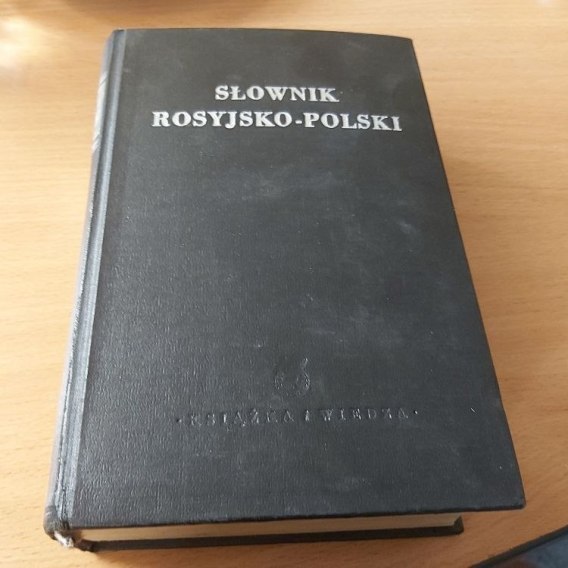 SŁOWNIK
ROSYJSKO-POLSKI
·KSIĄŻKA I WIEDZA·